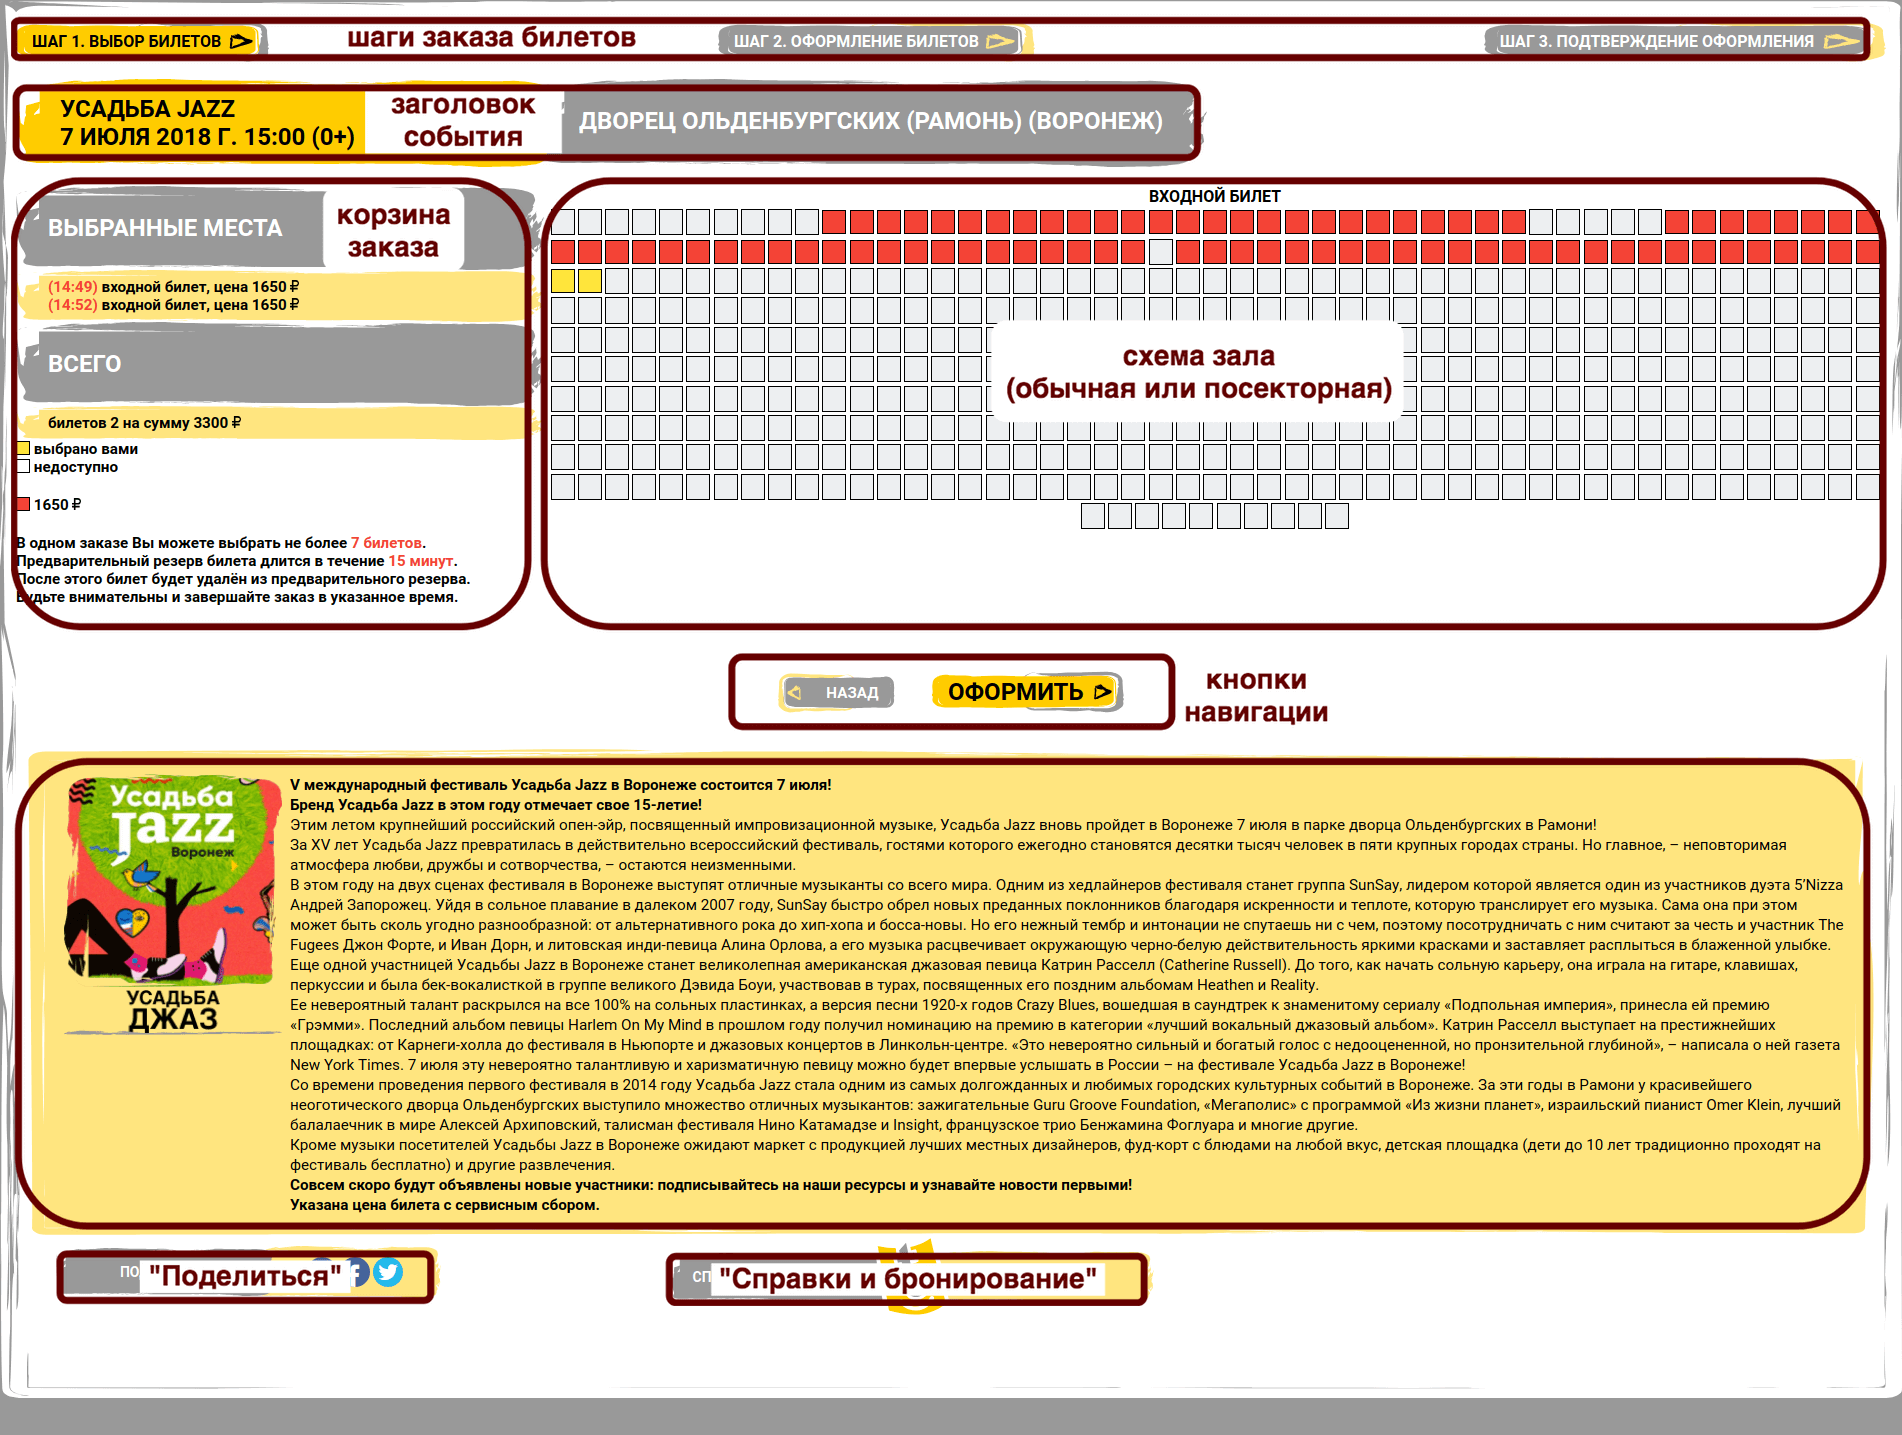 ШАГ 1. ВЫБОР БИЛЕТОВ
шаги заказа билетов
ШАГ 2. ОФОРМЛЕНИЕ БИЛЕТОВ
ШАГ 3. ПОДТВЕРЖДЕНИЕ ОФОРМЛЕНИЯ
УСАДЬБА JAZZ
7 ИЮЛЯ 2018 Г. 15:00 (0+)
заголовок
события
ДВОРЕЦ ОЛЬДЕНБУРГСКИХ (РАМОНЬ) (ВОРОНЕЖ)
ВЫБРАННЫЕ МЕСТА
корзина
заказа
(14:49) входной билет, цена 1650 ₽
(14:52) входной билет, цена 1650 ₽
ВСЕГО
билетов 2 на сумму 3300 ₽
выбрано вами
недоступно
1650 ₽
В одном заказе Вы можете выбрать не более 7 билетов.
Предварительный резерв билета длится в течение 15 минут.
После этого билет будет удалён из предварительного резерва.
Будьте внимательны и завершайте заказ в указанное время.
ВХОДНОЙ БИЛЕТ
схема зала
(обычная или посекторная)
НАЗАД
ОФОРМИТЬ
кнопки
навигации
Усадьба
Jazz
Воронеж
УСАДЬБА
ДЖАЗ
V международный фестиваль Усадьба Jazz в Воронеже состоится 7 июля!
Бренд Усадьба Jazz в этом году отмечает свое 15-летие!
Этим летом крупнейший российский опен-эйр, посвященный импровизационной музыке, Усадьба Jazz вновь пройдет в Воронеже 7 июля в парке дворца Ольденбургских в Рамони!
За XV лет Усадьба Jazz превратилась в действительно всероссийский фестиваль, гостями которого ежегодно становятся десятки тысяч человек в пяти крупных городах страны. Но главное, – неповторимая
атмосфера любви, дружбы и сотворчества, – остаются неизменными.
В этом году на двух сценах фестиваля в Воронеже выступят отличные музыканты со всего мира. Одним из хедлайнеров фестиваля станет группа SunSay, лидером которой является один из участников дуэта 5’Nizza
Андрей Запорожец. Уйдя в сольное плавание в далеком 2007 году, SunSay быстро обрел новых преданных поклонников благодаря искренности и теплоте, которую транслирует его музыка. Сама она при этом
может быть сколь угодно разнообразной: от альтернативного рока до хип-хопа и босса-новы. Но его нежный тембр и интонации не спутаешь ни с чем, поэтому посотрудничать с ним считают за честь и участник The
Fugees Джон Форте, и Иван Дорн, и литовская инди-певица Алина Орлова, а его музыка расцвечивает окружающую черно-белую действительность яркими красками и заставляет расплыться в блаженной улыбке.
Еще одной участницей Усадьбы Jazz в Воронеже станет великолепная американская джазовая певица Катрин Расселл (Catherine Russell). До того, как начать сольную карьеру, она играла на гитаре, клавишах,
перкуссии и была бек-вокалисткой в группе великого Дэвида Боуи, участвовав в турах, посвященных его поздним альбомам Heathen и Reality.
Ее невероятный талант раскрылся на все 100% на сольных пластинках, а версия песни 1920-х годов Crazy Blues, вошедшая в саундтрек к знаменитому сериалу «Подпольная империя», принесла ей премию
«Грэмми». Последний альбом певицы Harlem On My Mind в прошлом году получил номинацию на премию в категории «лучший вокальный джазовый альбом». Катрин Расселл выступает на престижнейших
площадках: от Карнеги-холла до фестиваля в Ньюпорте и джазовых концертов в Линкольн-центре. «Это невероятно сильный и богатый голос с недооцененной, но пронзительной глубиной», – написала о ней газета
New York Times. 7 июля эту невероятно талантливую и харизматичную певицу можно будет впервые услышать в России – на фестивале Усадьба Jazz в Воронеже!
Со времени проведения первого фестиваля в 2014 году Усадьба Jazz стала одним из самых долгожданных и любимых городских культурных событий в Воронеже. За эти годы в Рамони у красивейшего
неоготического дворца Ольденбургских выступило множество отличных музыкантов: зажигательные Guru Groove Foundation, «Мегаполис» с программой «Из жизни планет», израильский пианист Omer Klein, лучший
балалаечник в мире Алексей Архиповский, талисман фестиваля Нино Катамадзе и Insight, французское трио Бенжамина Фоглуара и многие другие.
Кроме музыки посетителей Усадьбы Jazz в Воронеже ожидают маркет с продукцией лучших местных дизайнеров, фуд-корт с блюдами на любой вкус, детская площадка (дети до 10 лет традиционно проходят на
фестиваль бесплатно) и другие развлечения.
Совсем скоро будут объявлены новые участники: подписывайтесь на наши ресурсы и узнавайте новости первыми!
Указана цена билета с сервисным сбором.
"Поделиться"
"Справки и бронирование"